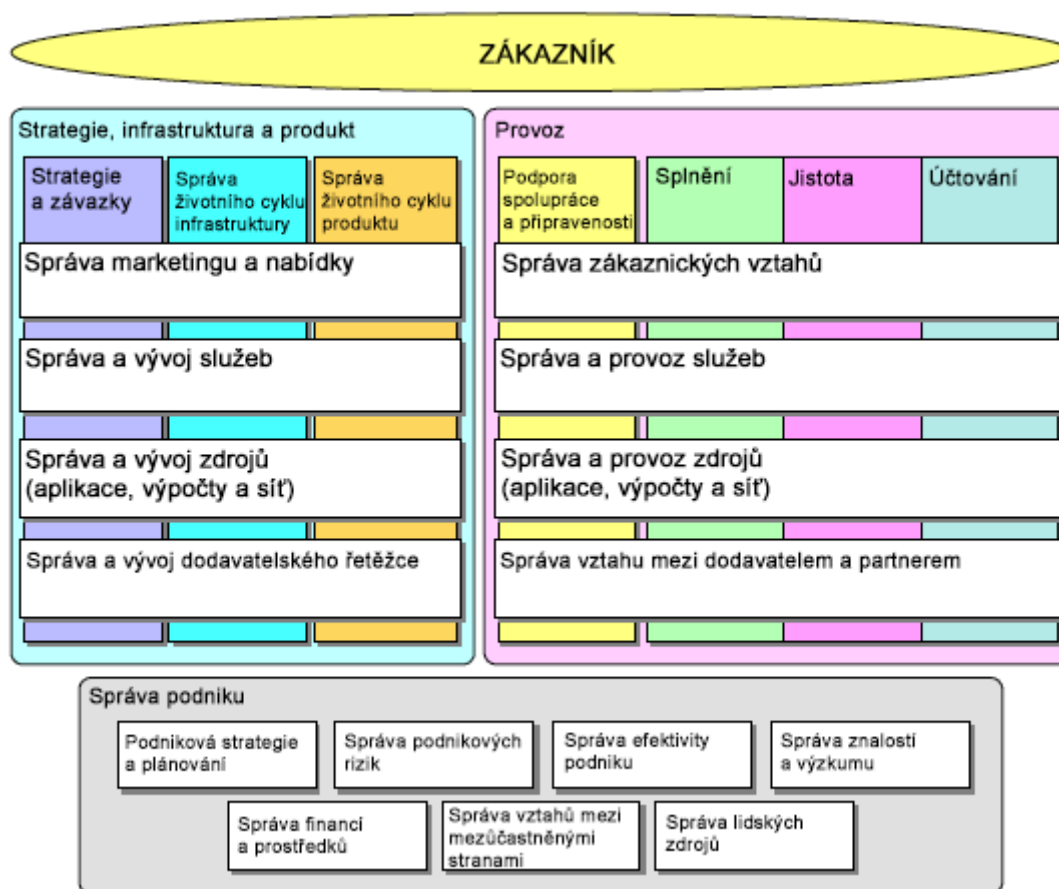 ZÁKAZNÍK
Strategie, infrastruktura a produkt
Strategie
a závazky
Správa
životního cyklu
infrastruktury
Správa
životního cyklu
produktu
Správa marketingu a nabídky
Správa a vývoj služeb
Správa a vývoj zdrojů
(aplikace, výpočty a síť)
Správa a vývoj dodavatelského řetěžce
Provoz
Podpora
spolupráce
a připravenosti
Splnění
Jistota
Účtování
Správa zákaznických vztahů
Správa a provoz služeb
Správa a provoz zdrojů
(aplikace, výpočty a síť)
Správa vztahu mezi dodavatelem a partnerem
Správa podniku
Podniková strategie
a plánování
Správa podnikových
rizik
Správa efektivity
podniku
Správa znalostí
a výzkumu
Správa financí
a prostředků
Správa vztahů mezi
mezúčastněnými
stranami
Správa lidských
zdrojů